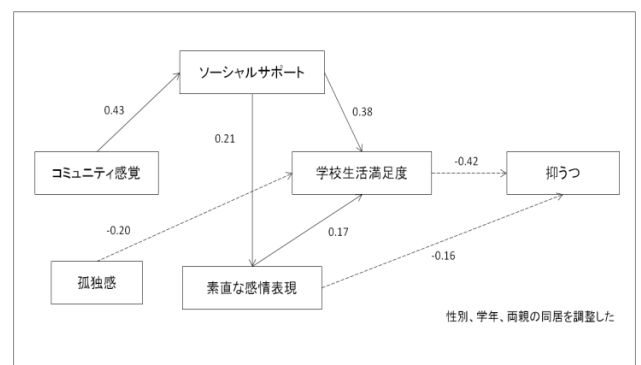 ソーシャルサポート
0.43
0.38
0.21
コミュニティ感覚
学校生活満足度
-0.42
抑うつ
-0.20
0.17
-0.16
孤独感
素直な感情表現
性別、学年、両親の同居を調整した